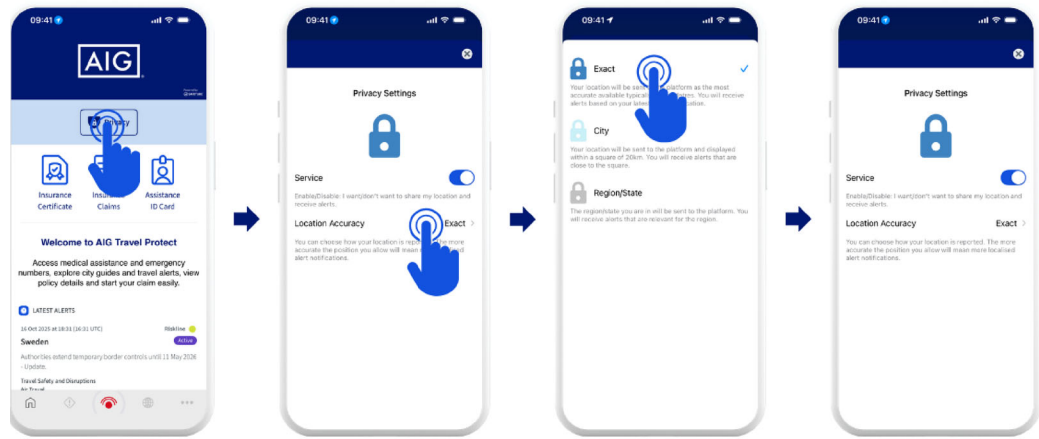 09:41
AIG
Privacy
Insurance
Certificate
Claims
Assistance
ID Card
Welcome to AIG Travel Protect
Access medical assistance and emergency
numbers, explore city guides and travel alerts, view
policy details and start your claim easily.
LATEST ALERTS
16 Oct 2025 at 18:31 (16:31 UTC)
Riskline
Sweden
Active
Authorities extend temporary border controls until 11 May 2026
- Update.
Travel Safety and Disruptions
Air Travel
09:41
Privacy Settings
Service
Enable/Disable: I want/don't want to share my location and
receive alerts.
Location Accuracy
Exact
You can choose how your location is The more
accurate the position you allow will mean localised
alert notifications.
09:41
Exact
Your location will be sent platform as the most
accurate available typically You will receive
alerts based on your latest location.
City
Your location will be sent to the platform and displayed
within a square of 20km. You will receive alerts that are
close to the square.
Region/State
The region/state you are in will be sent to the platform. You
will receive alerts that are relevant for the region.
09:41
Privacy Settings
Service
Enable/Disable: I want/don't want to share my location and
receive alerts.
Location Accuracy
Exact
You can choose how your location is reported. The more
accurate the position you allow will mean more localised
alert notifications.